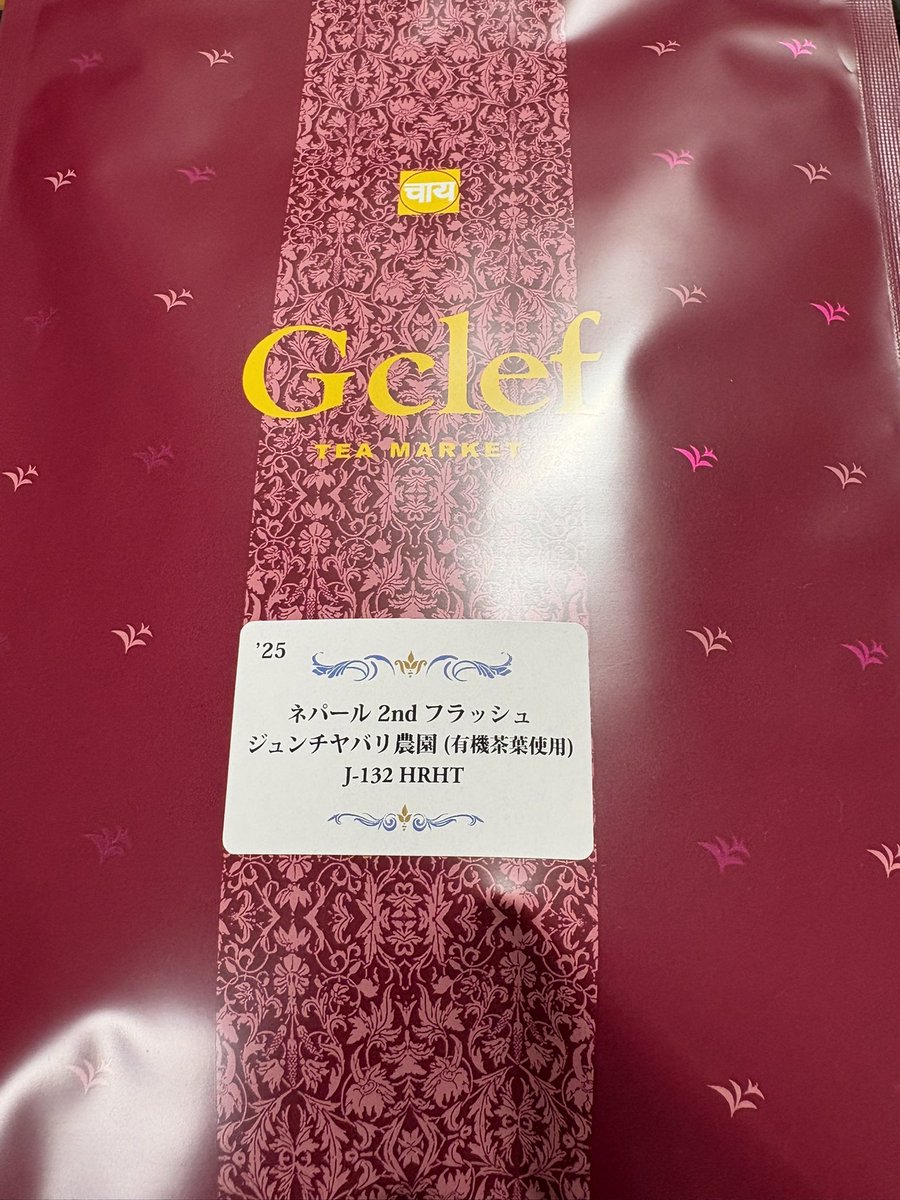 चाय
Gclef
TEA MARKET
’25
ネパール 2nd フラッシュ
ジュンチヤバリ農園 (有機茶葉使用)
J-132 HRHT